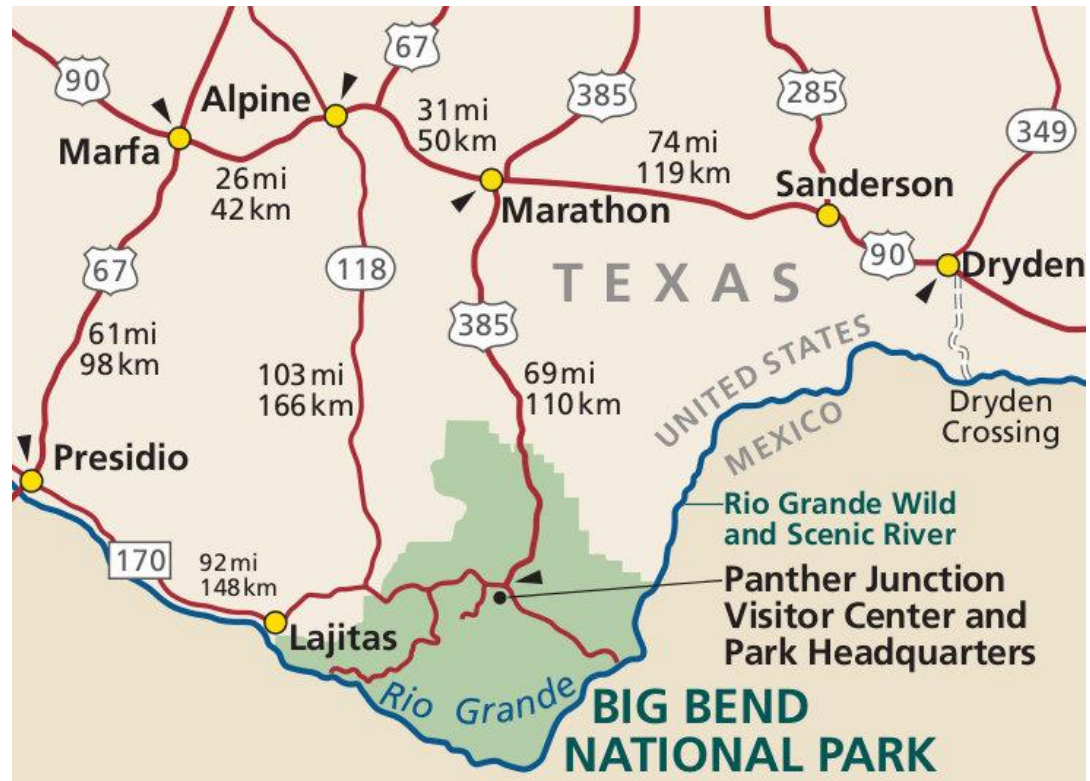 67
90
Alpine
385
285
349
31mi
50km
Marfa
74mi
119km
26mi
42km
Sanderson
Marathon
90
Dryden
67
118
TEXAS
385
61mi
98km
103mi
166km
69mi
110km
UNITED STATES
MEXICO
Dryden
Crossing
Presidio
Rio Grande Wild
and Scenic River
170
92mi
148km
Panther Junction
Visitor Center and
Park Headquarters
Lajitas
Rio Grande
BIG BEND
NATIONAL PARK